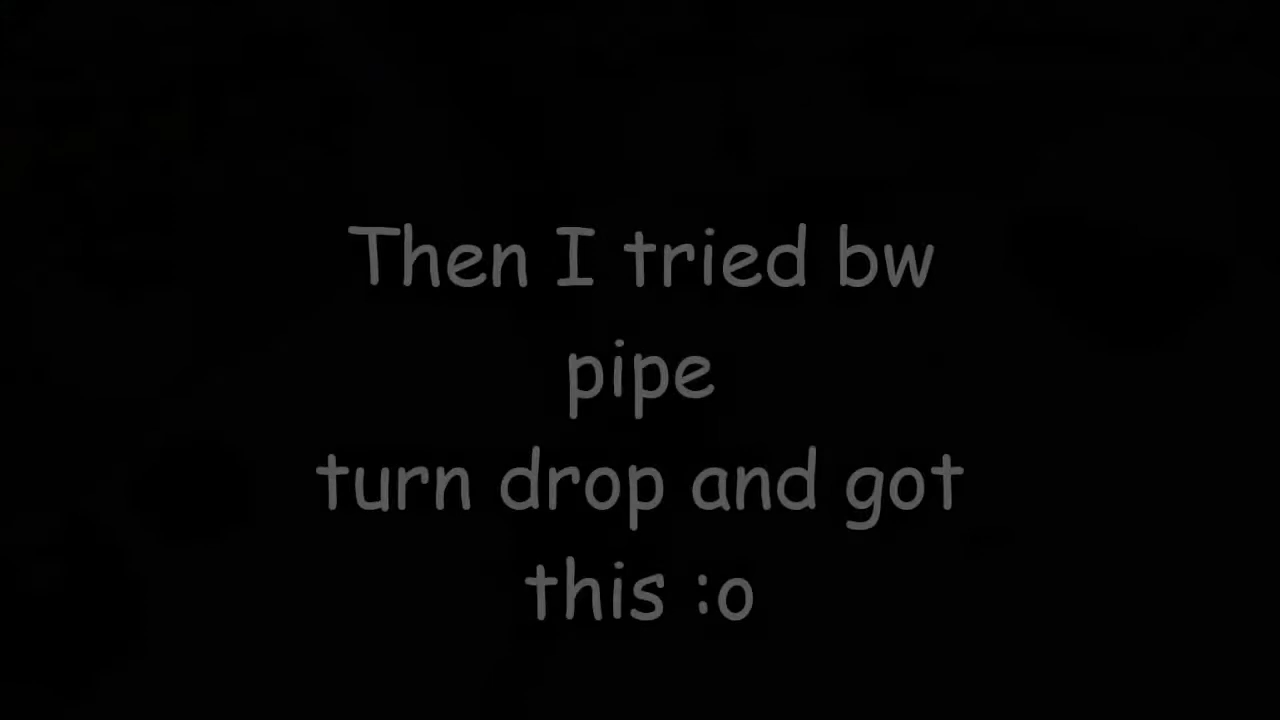 Then I tried bw
pipe
turn drop and got
this :o